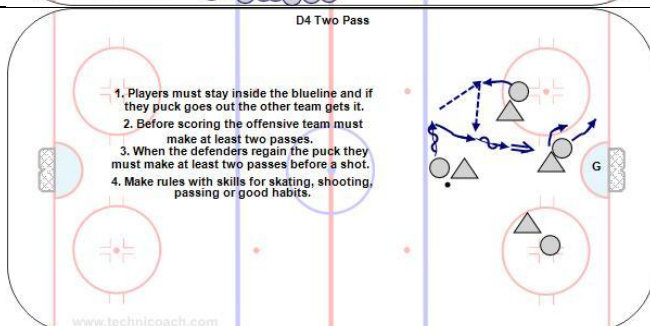 D4 Two Pass
1. Players must stay inside the blueline and if
they puck goes out the other team gets it.
2. Before scoring the offensive team must
make at least two passes.
3. When the defenders regain the puck they
must make at least two passes before a shot.
4. Make rules with skills for skating, shooting,
passing or good habits.
G
www.technicoach.com